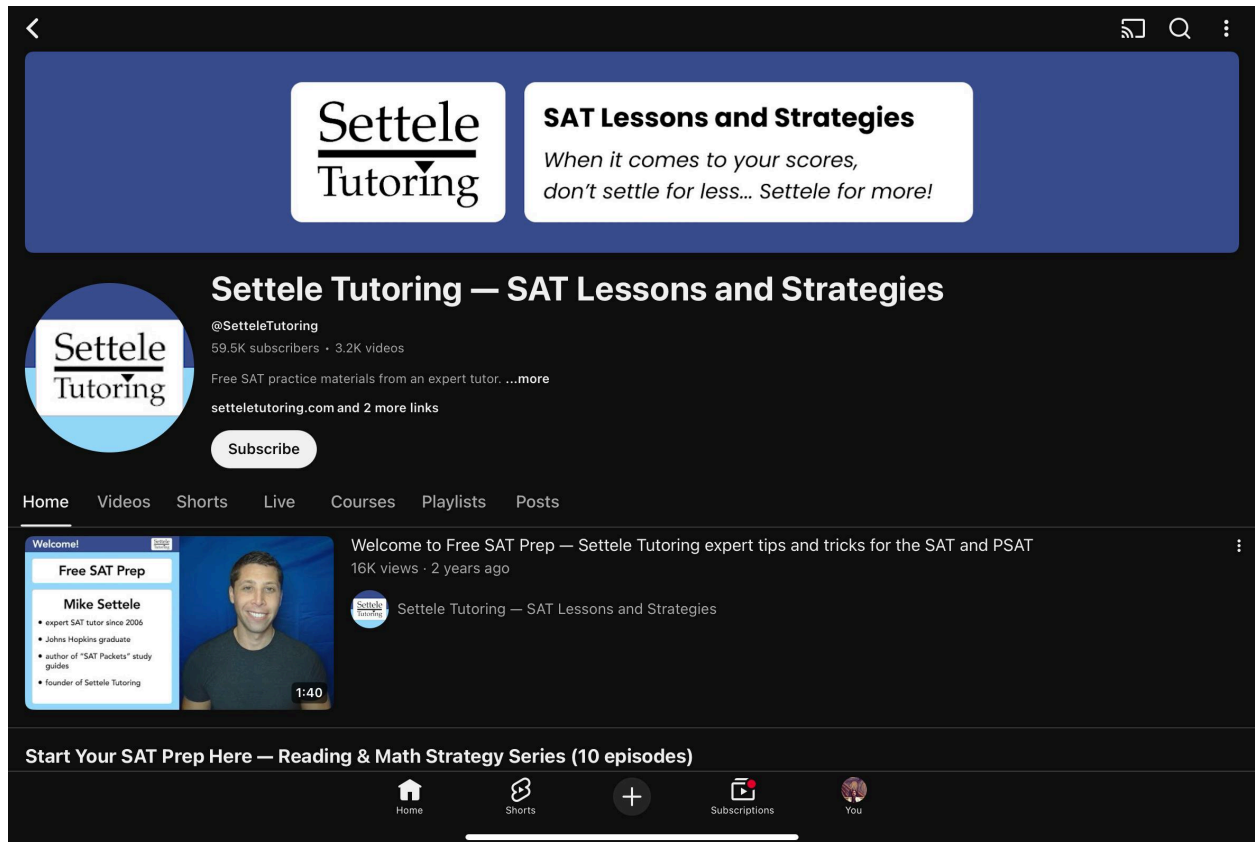 Settele
Tutoring
SAT Lessons and Strategies
When it comes to your scores,
don't settle for less... Settele for more!
Settele
Tutoring
Settele Tutoring — SAT Lessons and Strategies
@SetteleTutoring
59.5K subscribers • 3.2K videos
Free SAT practice materials from an expert tutor. ...more
setteletutoring.com and 2 more links
Subscribe
Home Videos Shorts Live Courses Playlists Posts
Welcome!
Settele
Tutoring
Free SAT Prep
Mike Settele
• expert SAT tutor since 2006
• Johns Hopkins graduate
• author of "SAT Packets" study
guides
• founder of Settele Tutoring
1:40
Welcome to Free SAT Prep — Settele Tutoring expert tips and tricks for the SAT and PSAT
16K views · 2 years ago
Settele
Tutoring
Settele Tutoring — SAT Lessons and Strategies
Start Your SAT Prep Here — Reading & Math Strategy Series (10 episodes)
Home Shorts Subscriptions You